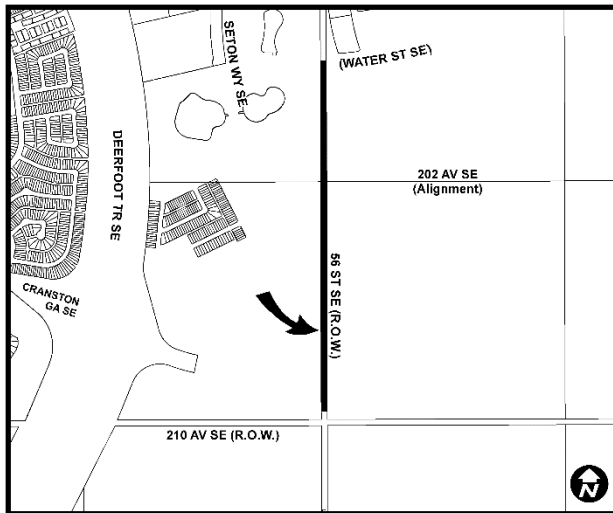 SETON WY SE
(WATER ST SE)
DEERFOOT TR SE
202 AV SE
(Alignment)
56 ST SE (R.O.W.)
CRANSTON
GA SE
210 AV SE (R.O.W.)
N